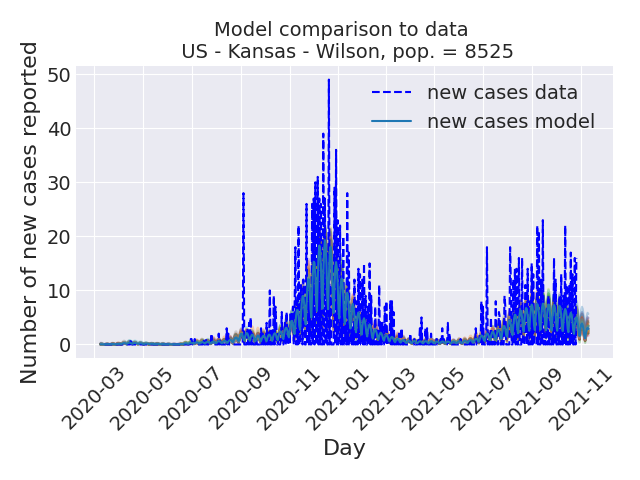 Model comparison to data
US - Kansas - Wilson, pop. = 8525
Number of new cases reported
50
40
30
20
10
0
new cases data
new cases model
2020-03
2020-05
2020-07
2020-09
2020-11
2021-01
2021-03
2021-05
2021-07
2021-09
2021-11
Day